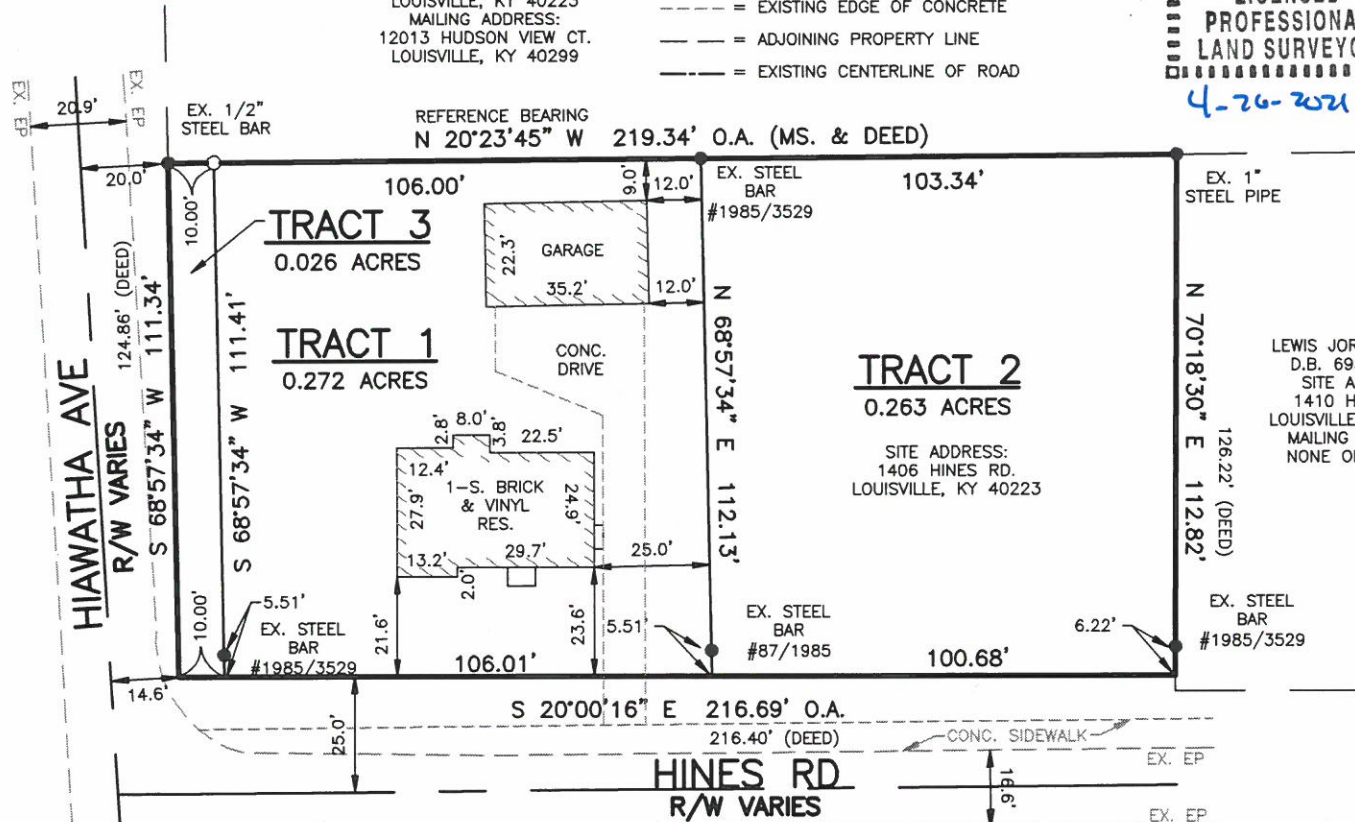 LOUISVILLE, KY 40223
MAILING ADDRESS:
12013 HUDSON VIEW CT.
LOUISVILLE, KY 40299
= EXISTING EDGE OF CONCRETE
= ADJOINING PROPERTY LINE
= EXISTING CENTERLINE OF ROAD
PROFESSIONA
LAND SURVEYO
4-26-2021
EX. EP
20.9'
EX. EP
EX. 1/2"
STEEL BAR
REFERENCE BEARING
N 20°23'45" W 219.34' O.A. (MS. & DEED)
20.0'
10.00'
106.00'
9.0'
12.0'
EX. STEEL
BAR
#1985/3529
103.34'
EX. 1"
STEEL PIPE
TRACT 3
0.026 ACRES
22.3'
GARAGE
35.2'
12.0'
124.86' (DEED)
S 68°57'34" W 111.34'
S 68°57'34" W 111.41'
TRACT 1
0.272 ACRES
CONC.
DRIVE
N 68°57'34" E 112.13'
TRACT 2
0.263 ACRES
SITE ADDRESS:
1406 HINES RD.
LOUISVILLE, KY 40223
N 70°18'30" E 112.82'
126.22' (DEED)
LEWIS JOR
D.B. 69
SITE A
1410 H
LOUISVILLE
MAILING
NONE O
HIAWATHA AVE
R/W VARIES
2.8'
8.0'
3.8'
22.5'
12.4'
1-S. BRICK
& VINYL
RES.
27.9'
24.9'
13.2'
29.7'
2.0'
25.0'
10.00'
5.51'
EX. STEEL
BAR
#1985/3529
21.6'
23.6'
5.51'
EX. STEEL
BAR
#87/1985
6.22'
EX. STEEL
BAR
#1985/3529
106.01'
100.68'
14.6'
S 20°00'16" E 216.69' O.A.
25.0'
216.40' (DEED)
CONC. SIDEWALK
EX. EP
HINES RD
R/W VARIES
16.6'
EX. EP